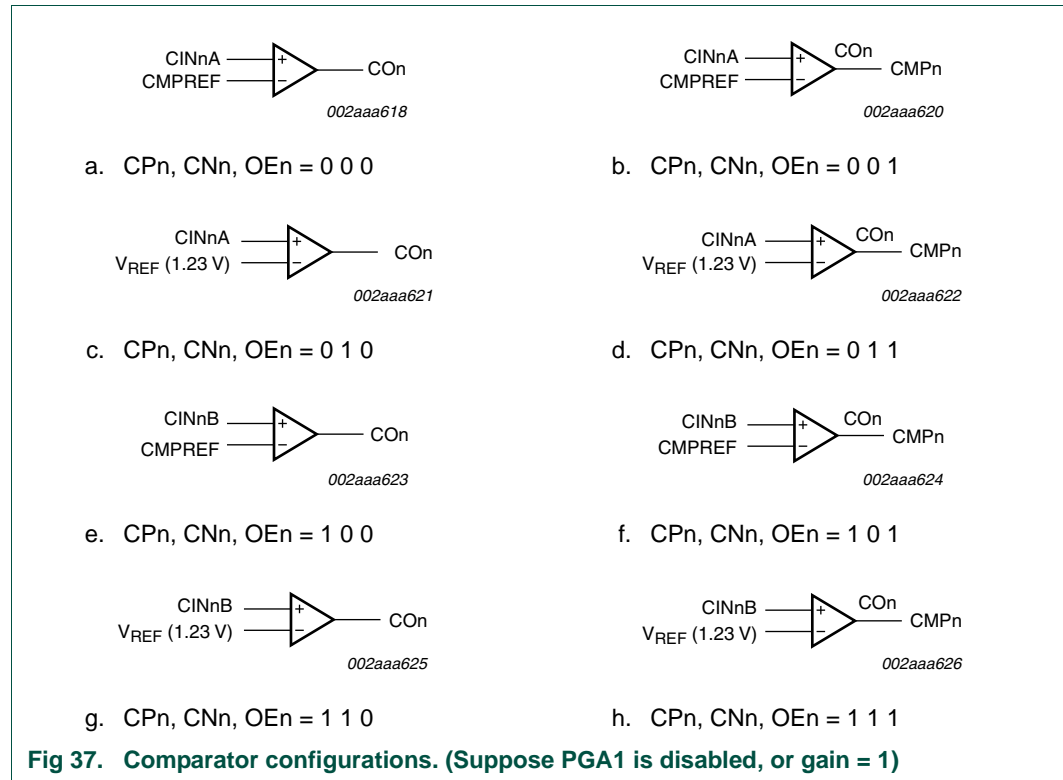 CINnA
CMPREF
+
−
COn
002aaa618
a. CPn, CNn, OEn = 0 0 0
CINnA
CMPREF
+
−
COn
CMPn
002aaa620
b. CPn, CNn, OEn = 0 0 1
CINnA
VREF (1.23 V)
+
−
COn
002aaa621
c. CPn, CNn, OEn = 0 1 0
CINnA
VREF (1.23 V)
+
−
COn
CMPn
002aaa622
d. CPn, CNn, OEn = 0 1 1
CINnB
CMPREF
+
−
COn
002aaa623
e. CPn, CNn, OEn = 1 0 0
CINnB
CMPREF
+
−
COn
CMPn
002aaa624
f. CPn, CNn, OEn = 1 0 1
CINnB
VREF (1.23 V)
+
−
COn
002aaa625
g. CPn, CNn, OEn = 1 1 0
CINnB
VREF (1.23 V)
+
−
COn
CMPn
002aaa626
h. CPn, CNn, OEn = 1 1 1
Fig 37. Comparator configurations. (Suppose PGA1 is disabled, or gain = 1)